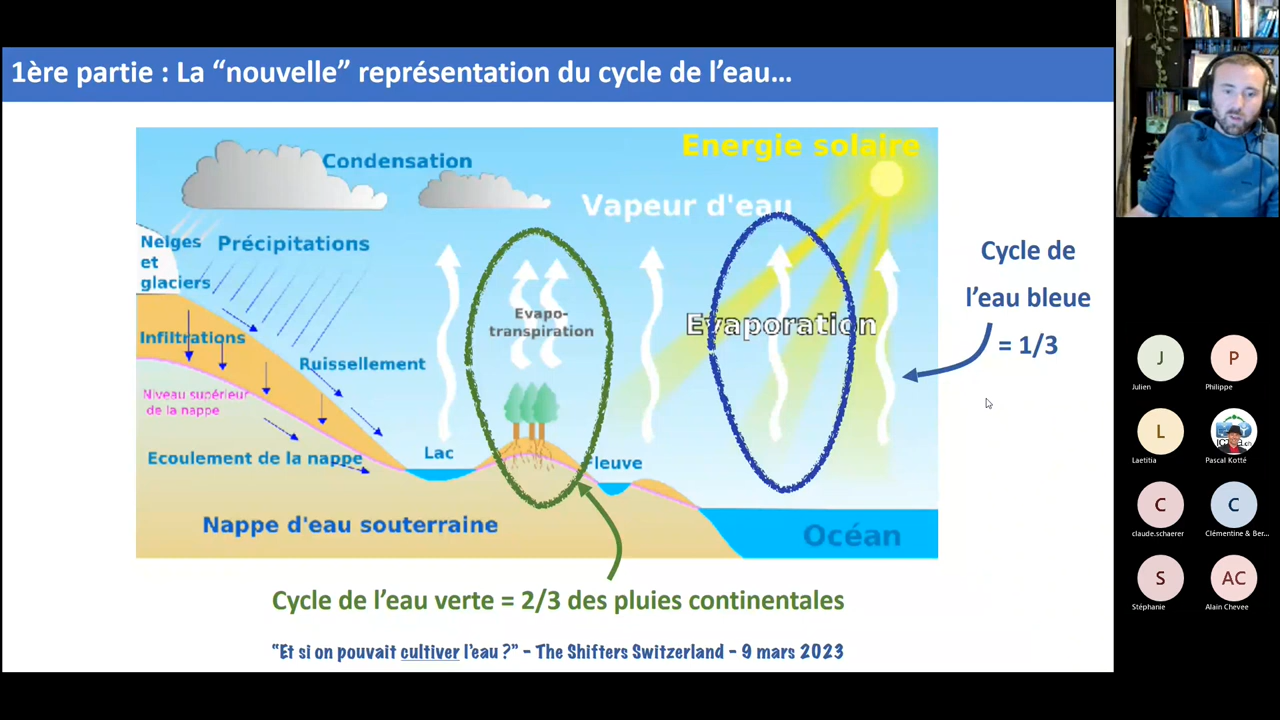 1ère partie : La “nouvelle” représentation du cycle de l’eau...
Energie solaire
Condensation
Vapeur d'eau
Neiges
et
glaciers
Précipitations
Cycle de
l’eau bleue
= 1/3
Evapo-
transpiration
Evaporation
Infiltrations
Ruissellement
Niveau supérieur
de la nappe
Ecoulement de la nappe
Lac
Fleuve
Nappe d'eau souterraine
Océan
Cycle de l’eau verte = 2/3 des pluies continentales
“Et si on pouvait cultiver l’eau ?” – The Shifters Switzerland – 9 mars 2023
J
Julien
P
Philippe
L
Laetitia
Pascal Kotté
C
claude.schaerer
C
Clémentine & Ber...
S
Stéphanie
AC
Alain Chevee